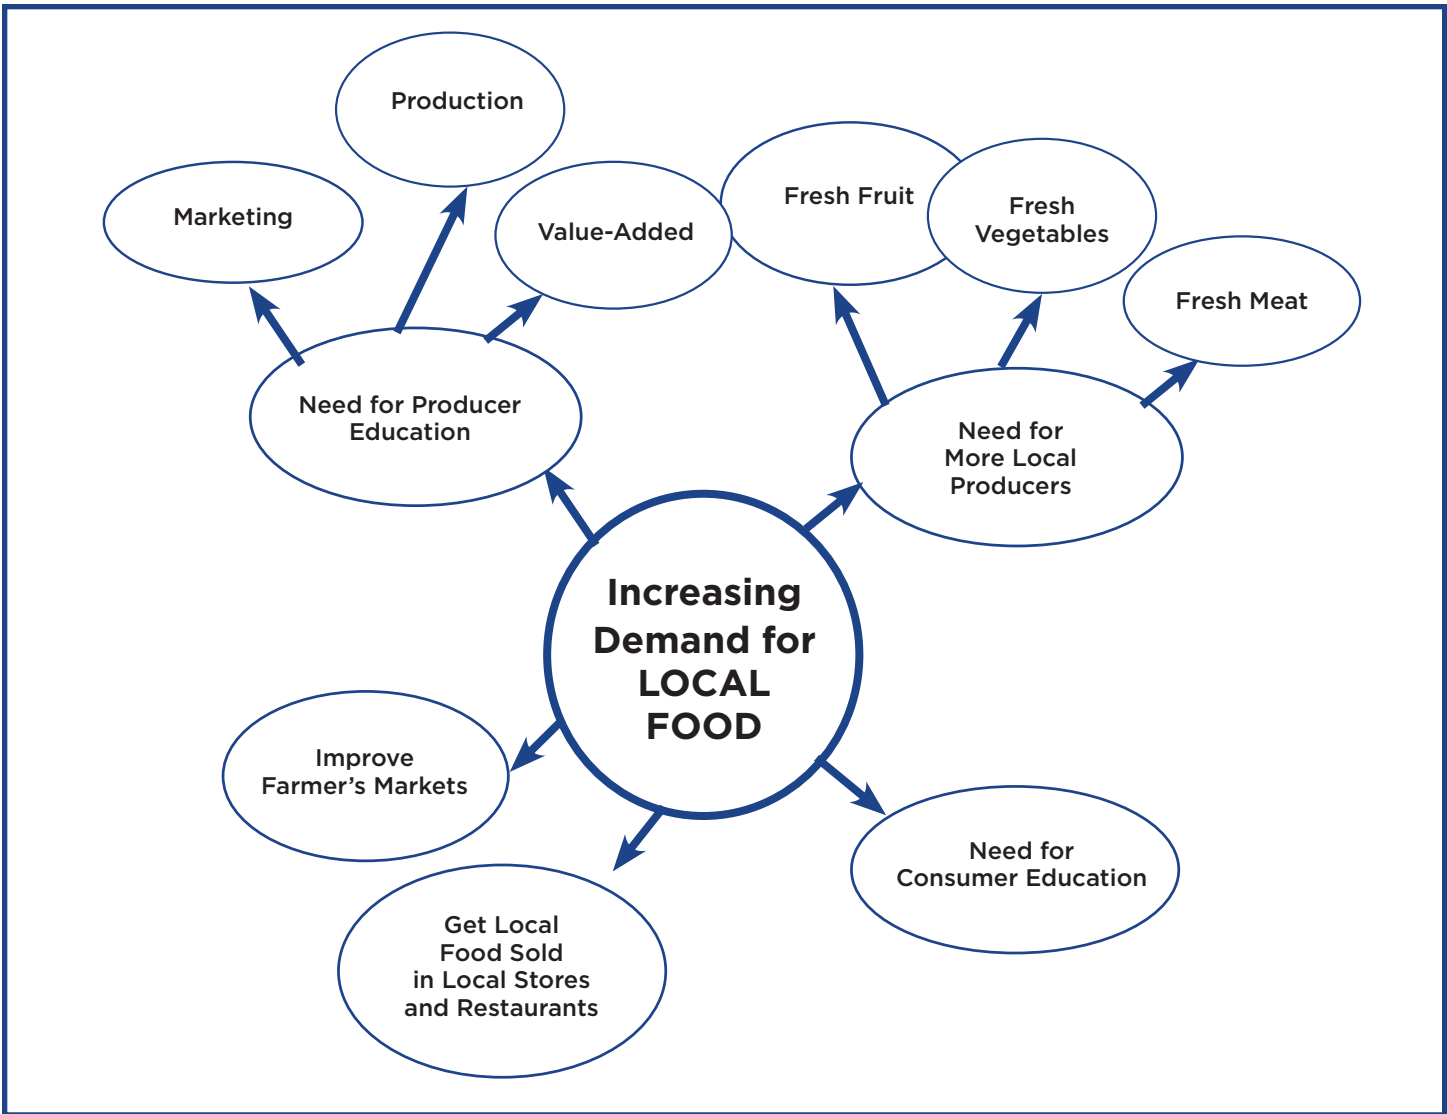 Production
Marketing
Value-Added
Fresh Fruit
Fresh
Vegetables
Fresh Meat
Need for Producer
Education
Need for
More Local
Producers
Increasing
Demand for
LOCAL
FOOD
Improve
Farmer’s Markets
Need for
Consumer Education
Get Local
Food Sold
in Local Stores
and Restaurants